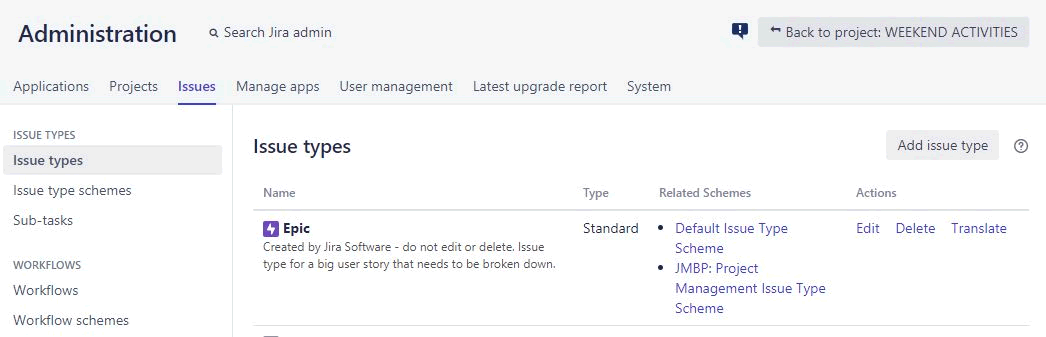 Administration
Search Jira admin
Back to project: WEEKEND ACTIVITIES
Applications Projects Issues Manage apps User management Latest upgrade report System
ISSUE TYPES
Issue types
Issue type schemes
Sub-tasks
WORKFLOWS
Workflows
Workflow schemes
Issue types
Add issue type
Name Type Related Schemes Actions
Epic
Created by Jira Software - do not edit or delete. Issue
type for a big user story that needs to be broken down.
Standard
Default Issue Type
Scheme
JMBP: Project
Management Issue Type
Scheme
Edit Delete Translate